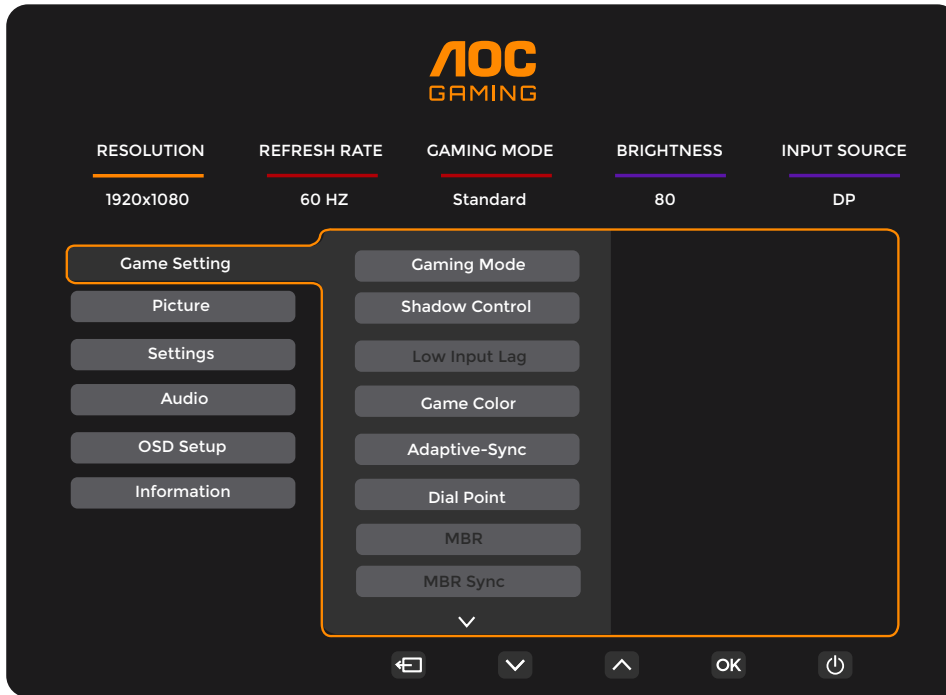 AOC
GAMING
RESOLUTION REFRESH RATE GAMING MODE BRIGHTNESS INPUT SOURCE
1920x1080 60 HZ Standard 80 DP
Game Setting
Picture
Settings
Audio
OSD Setup
Information
Gaming Mode
Shadow Control
Low Input Lag
Game Color
Adaptive-Sync
Dial Point
MBR
MBR Sync
OK